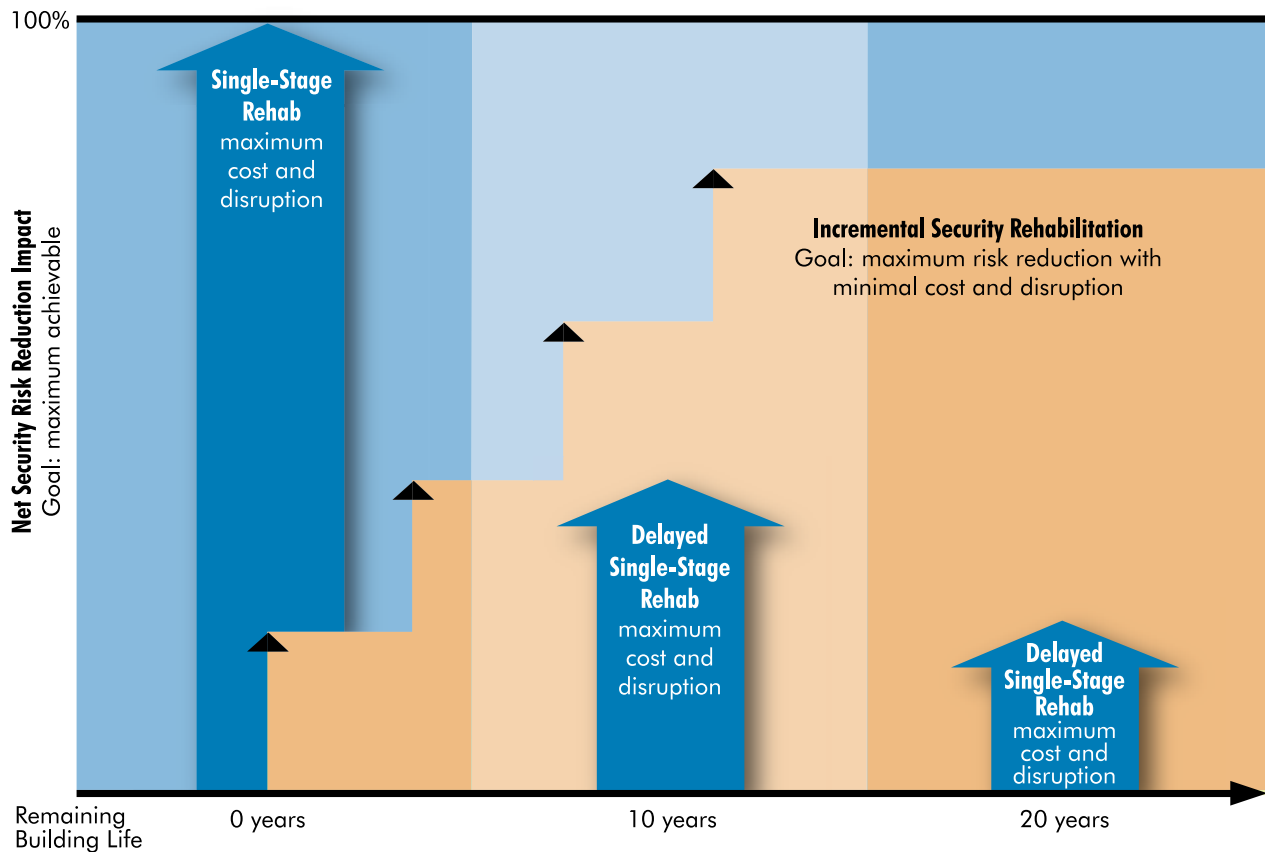 100%
Single-Stage
Rehab
maximum
cost and
disruption
Net Security Risk Reduction Impact
Goal: maximum achievable
Incremental Security Rehabilitation
Goal: maximum risk reduction with
minimal cost and disruption
Delayed
Single-Stage
Rehab
maximum
cost and
disruption
Delayed
Single-Stage
Rehab
maximum
cost and
disruption
Remaining
Building Life
0 years
10 years
20 years